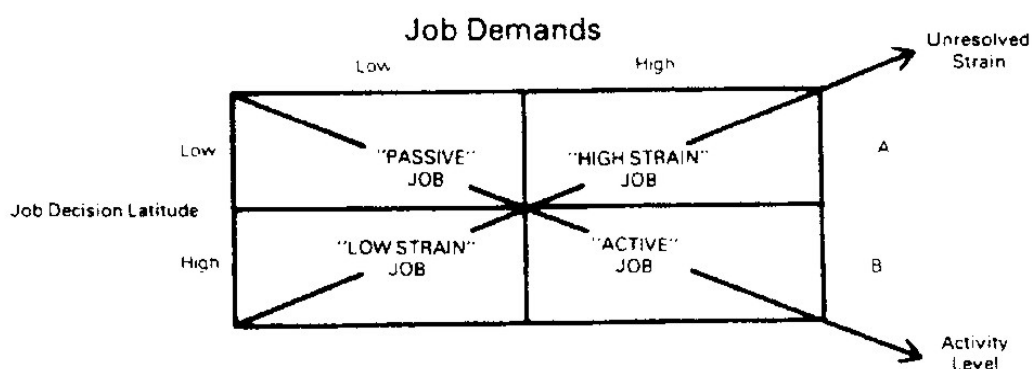 Job Demands
Unresolved
Strain
Low
High
Low
"PASSIVE"
JOB
"HIGH STRAIN"
JOB
A
Job Decision Latitude
High
"LOW STRAIN"
JOB
"ACTIVE"
JOB
B
Activity
Level